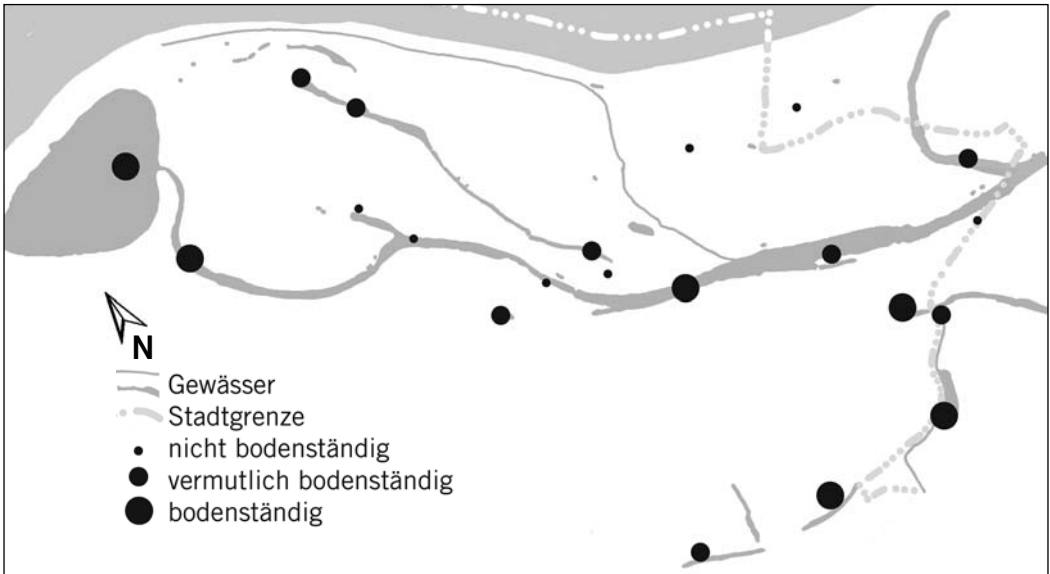 N
Gewässer
Stadtgrenze
nicht bodenständig
vermutlich bodenständig
bodenständig